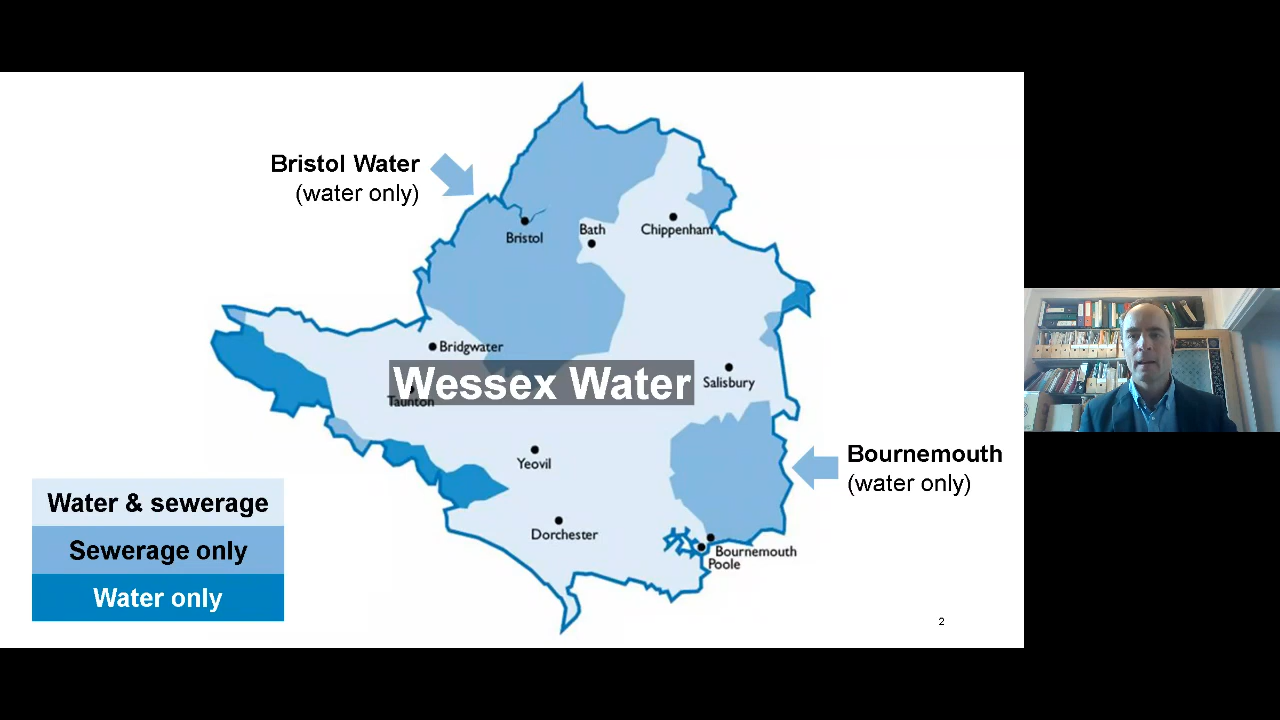 Bristol Water
(water only)
Bristol
Bath
Chippenham
Bridgwater
Wessex Water
Taunton
Salisbury
Yeovil
Bournemouth
(water only)
Water & sewerage
Sewerage only
Water only
Dorchester
Bournemouth
Poole
2